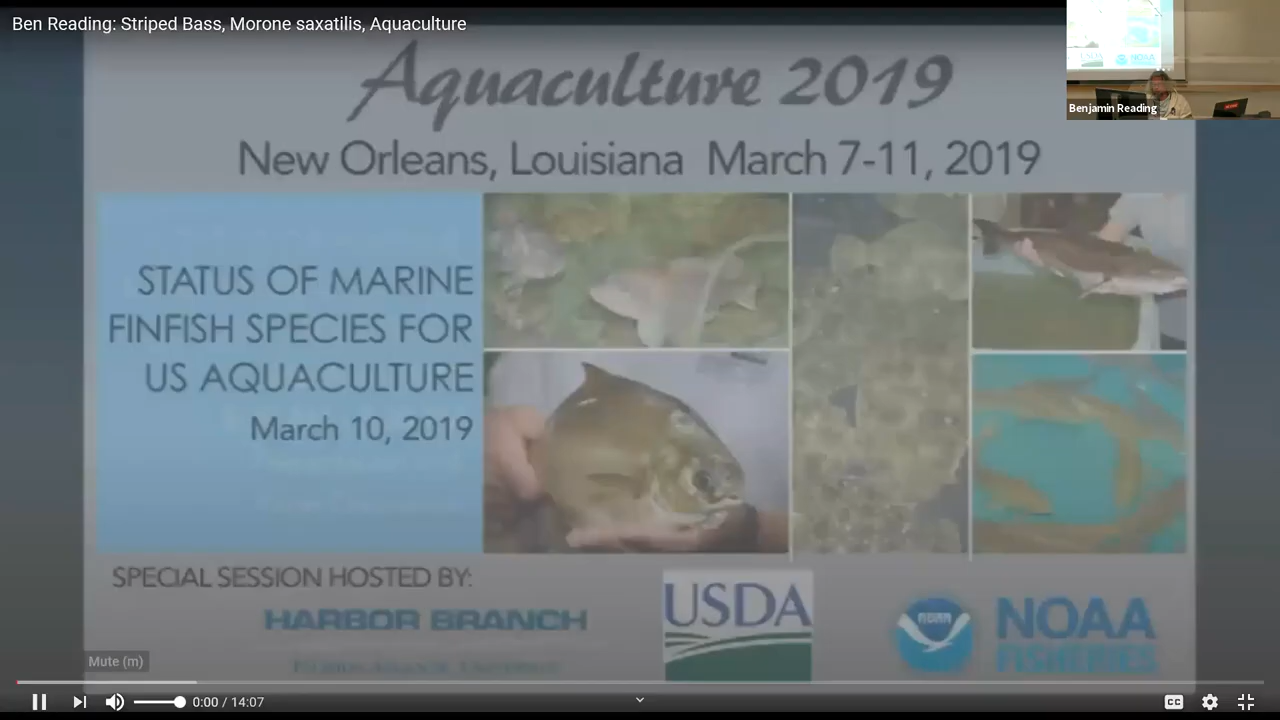 Ben Reading: Striped Bass, Morone saxatilis, Aquaculture
Aquaculture 2019
New Orleans, Louisiana March 7-11, 2019
Benjamin Reading
STATUS OF MARINE
FINFISH SPECIES FOR
US AQUACULTURE
March 10, 2019
SPECIAL SESSION HOSTED BY:
HARBOR BRANCH
USDA
NOAA
NOAA
FISHERIES
Mute (m)
0:00 / 14:07
CC